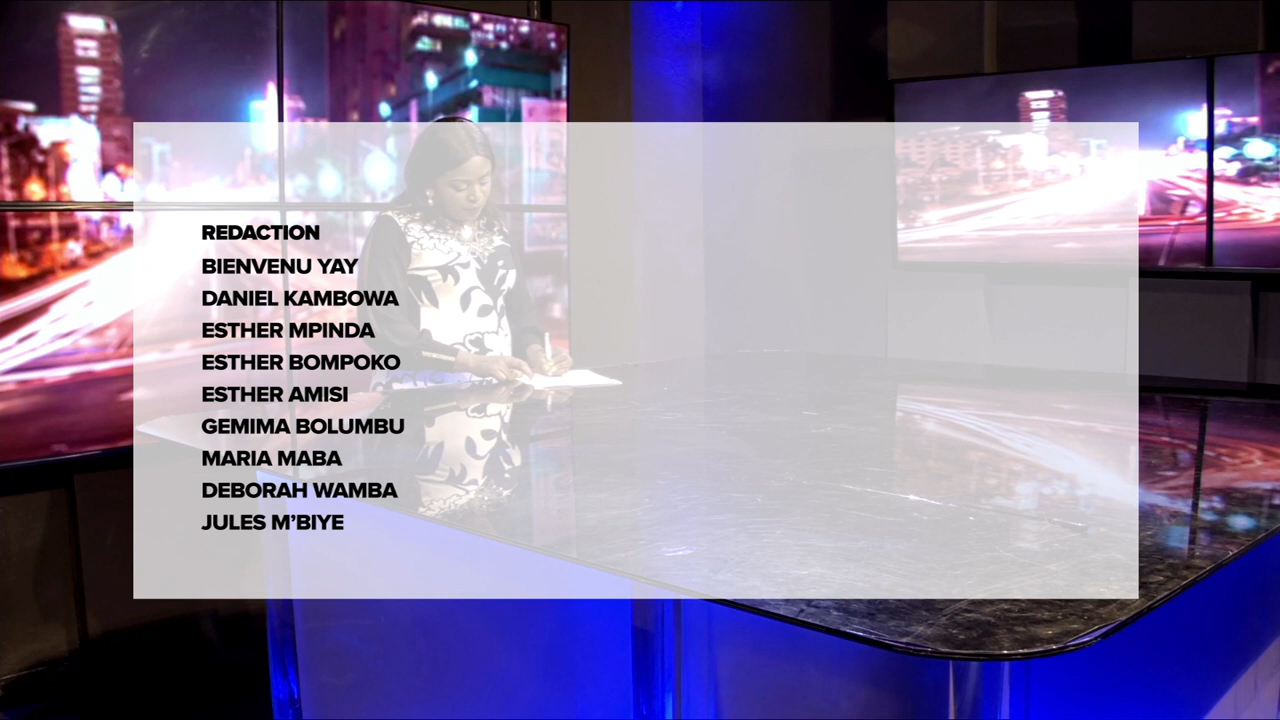 REDACTION
BIENVENU YAY
DANIEL KAMBOWA
ESTHER MPINDA
ESTHER BOMPOKO
ESTHER AMISI
GEMIMA BOLUMBU
MARIA MABA
DEBORAH WAMBA
JULES M’BIYE